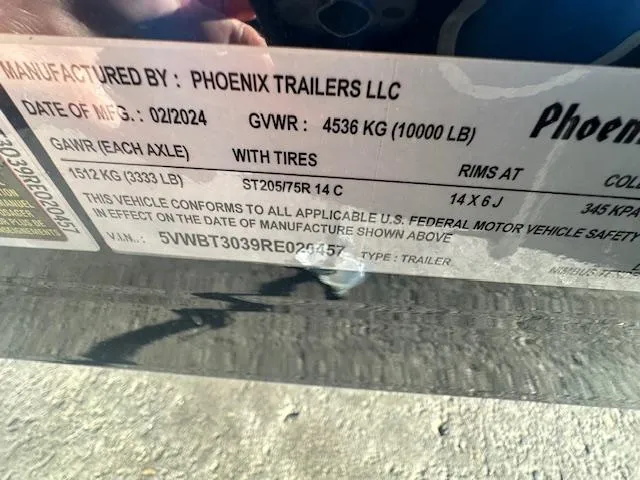 MANUFACTURED BY : PHOENIX TRAILERS LLC
DATE OF MFG. : 02/2024 GVWR : 4536 KG (10000 LB)
Phoen
GAWR (EACH AXLE) WITH TIRES RIMS AT COL
1512 KG (3333 LB) ST205/75R 14 C 14 X 6 J 345 KPA
THIS VEHICLE CONFORMS TO ALL APPLICABLE U.S. FEDERAL MOTOR VEHICLE SAFETY
IN EFFECT ON THE DATE OF MANUFACTURE SHOWN ABOVE
V.I.N.: 5VWBT3039RE020457 TYPE : TRAILER
3039RE020457